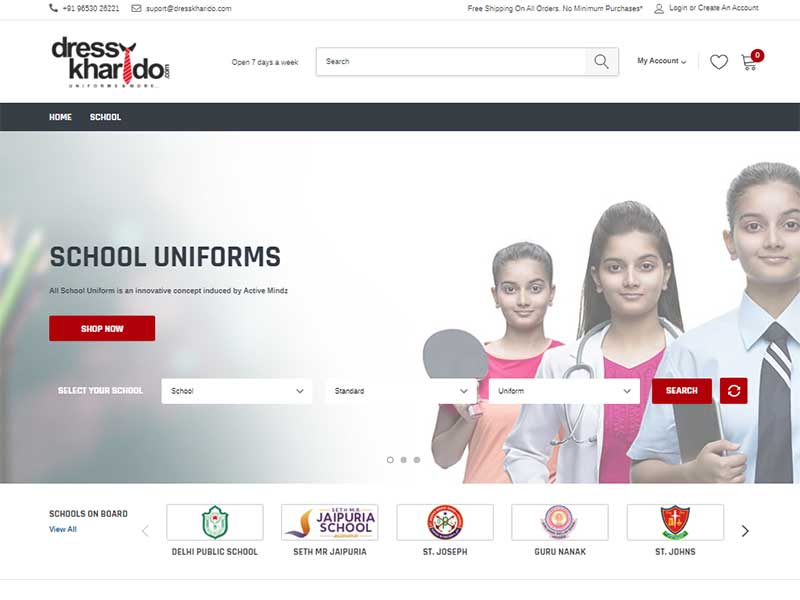 +91 96530 26221 suport@dresskharido.com Free Shipping On All Orders. No Minimum Purchases* Login or Create An Account
dress
kharido.com
UNIFORMS & MORE...
Open 7 days a week Search My Account 0
HOME SCHOOL
SCHOOL UNIFORMS
All School Uniform is an innovative concept induced by Active Mindz
SHOP NOW
SELECT YOUR SCHOOL School Standard Uniform SEARCH
SCHOOLS ON BOARD
View All
SETH M.R
JAIPURIA
SCHOOL
DELHI PUBLIC SCHOOL SETH MR JAIPURIA ST. JOSEPH GURU NANAK ST. JOHNS